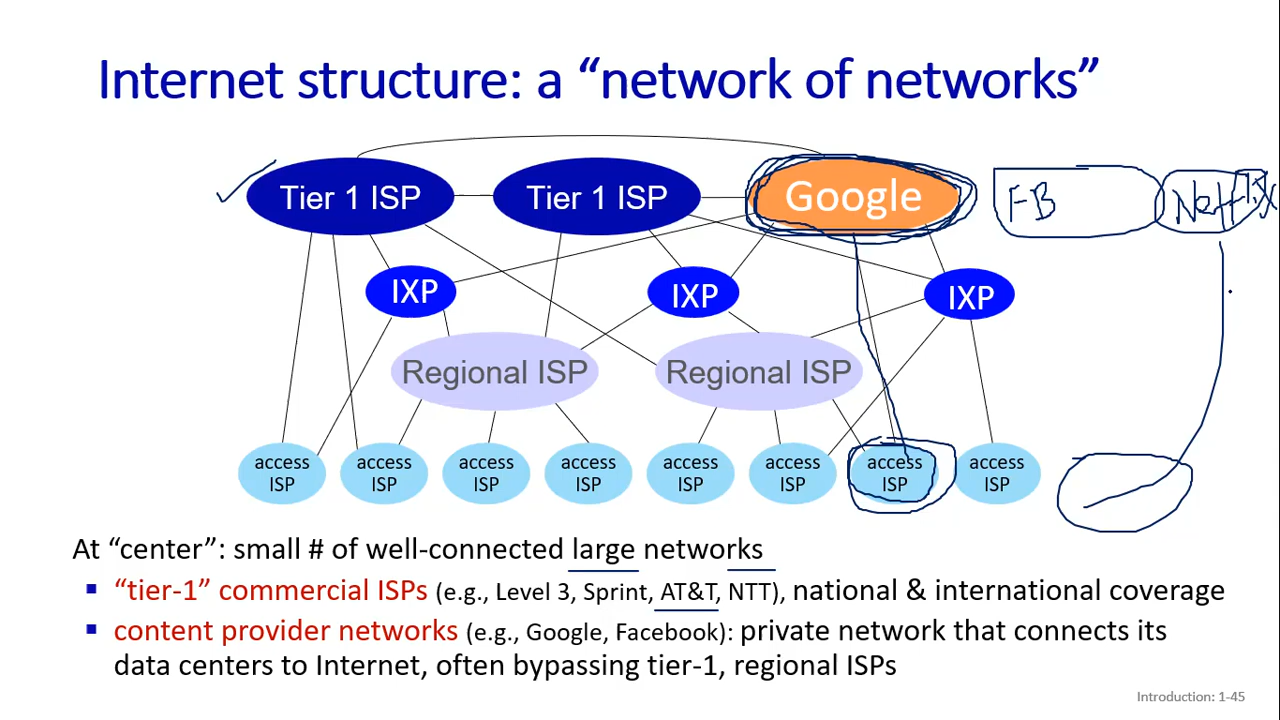 Internet structure: a “network of networks”
Tier 1 ISP Tier 1 ISP Google FB Netflix
IXP IXP IXP
Regional ISP Regional ISP
access access access access access access access access
ISP ISP ISP ISP ISP ISP ISP ISP
At “center”: small # of well-connected large networks
▪ “tier-1” commercial ISPs (e.g., Level 3, Sprint, AT&T, NTT), national & international coverage
▪ content provider networks (e.g., Google, Facebook): private network that connects its
data centers to Internet, often bypassing tier-1, regional ISPs
Introduction: 1-45